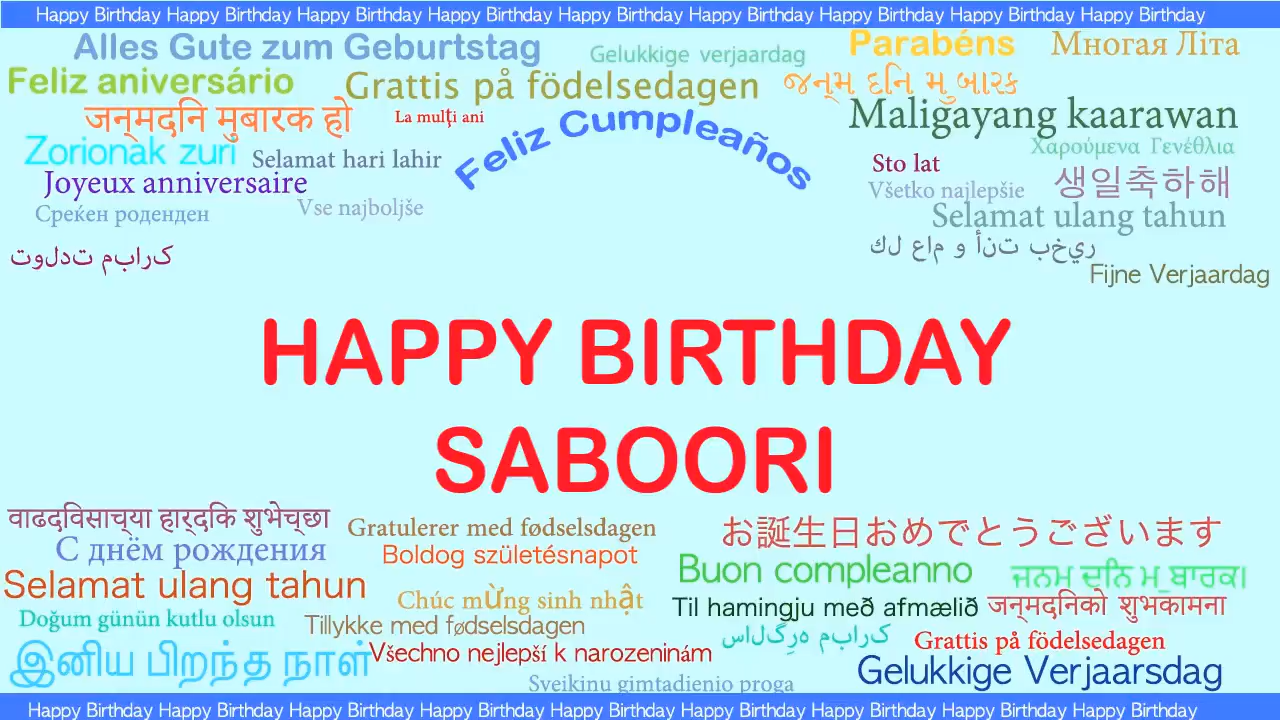 Happy Birthday Happy Birthday Happy Birthday Happy Birthday Happy Birthday Happy Birthday Happy Birthday Happy Birthday Happy Birthday
Alles Gute zum Geburtstag
Gelukkige verjaardag
Parabéns
Многая Літа
Feliz aniversário
Grattis på födelsedagen
જન્મ દિન મુબારક
जन्मदिन मुबारक हो
La mulţi ani
Feliz Cumpleaños
Maligayang kaarawan
Χαρούμενα Γενέθλια
Zorionak zuri
Selamat hari lahir
Sto lat
생일축하해
Joyeux anniversaire
Všetko najlepšie
Среќен роденден
Vse najboljše
Selamat ulang tahun
تولدت مبارک
كل عام و أنت بخير
Fijne Verjaardag
HAPPY BIRTHDAY
SABOORI
वाढदिवसाच्या हार्दिक शुभेच्छा
Gratulerer med fødselsdagen
お誕生日おめでとうございます
С днём рождения
Boldog születésnapot
Buon compleanno
ਜਨਮ ਦਿਨ ਮੁਬਾਰਕ।
Selamat ulang tahun
Chúc mừng sinh nhật
Til hamingju með afmælið
जन्मदिनको शुभकामना
Doğum günün kutlu olsun
Tillykke med fødselsdagen
سالگرہ مبارک
Grattis på födelsedagen
இனிய பிறந்த நாள்
Všechno nejlepší k narozeninám
Gelukkige Verjaarsdag
Sveikinu gimtadienio proga
Happy Birthday Happy Birthday Happy Birthday Happy Birthday Happy Birthday Happy Birthday Happy Birthday Happy Birthday Happy Birthday